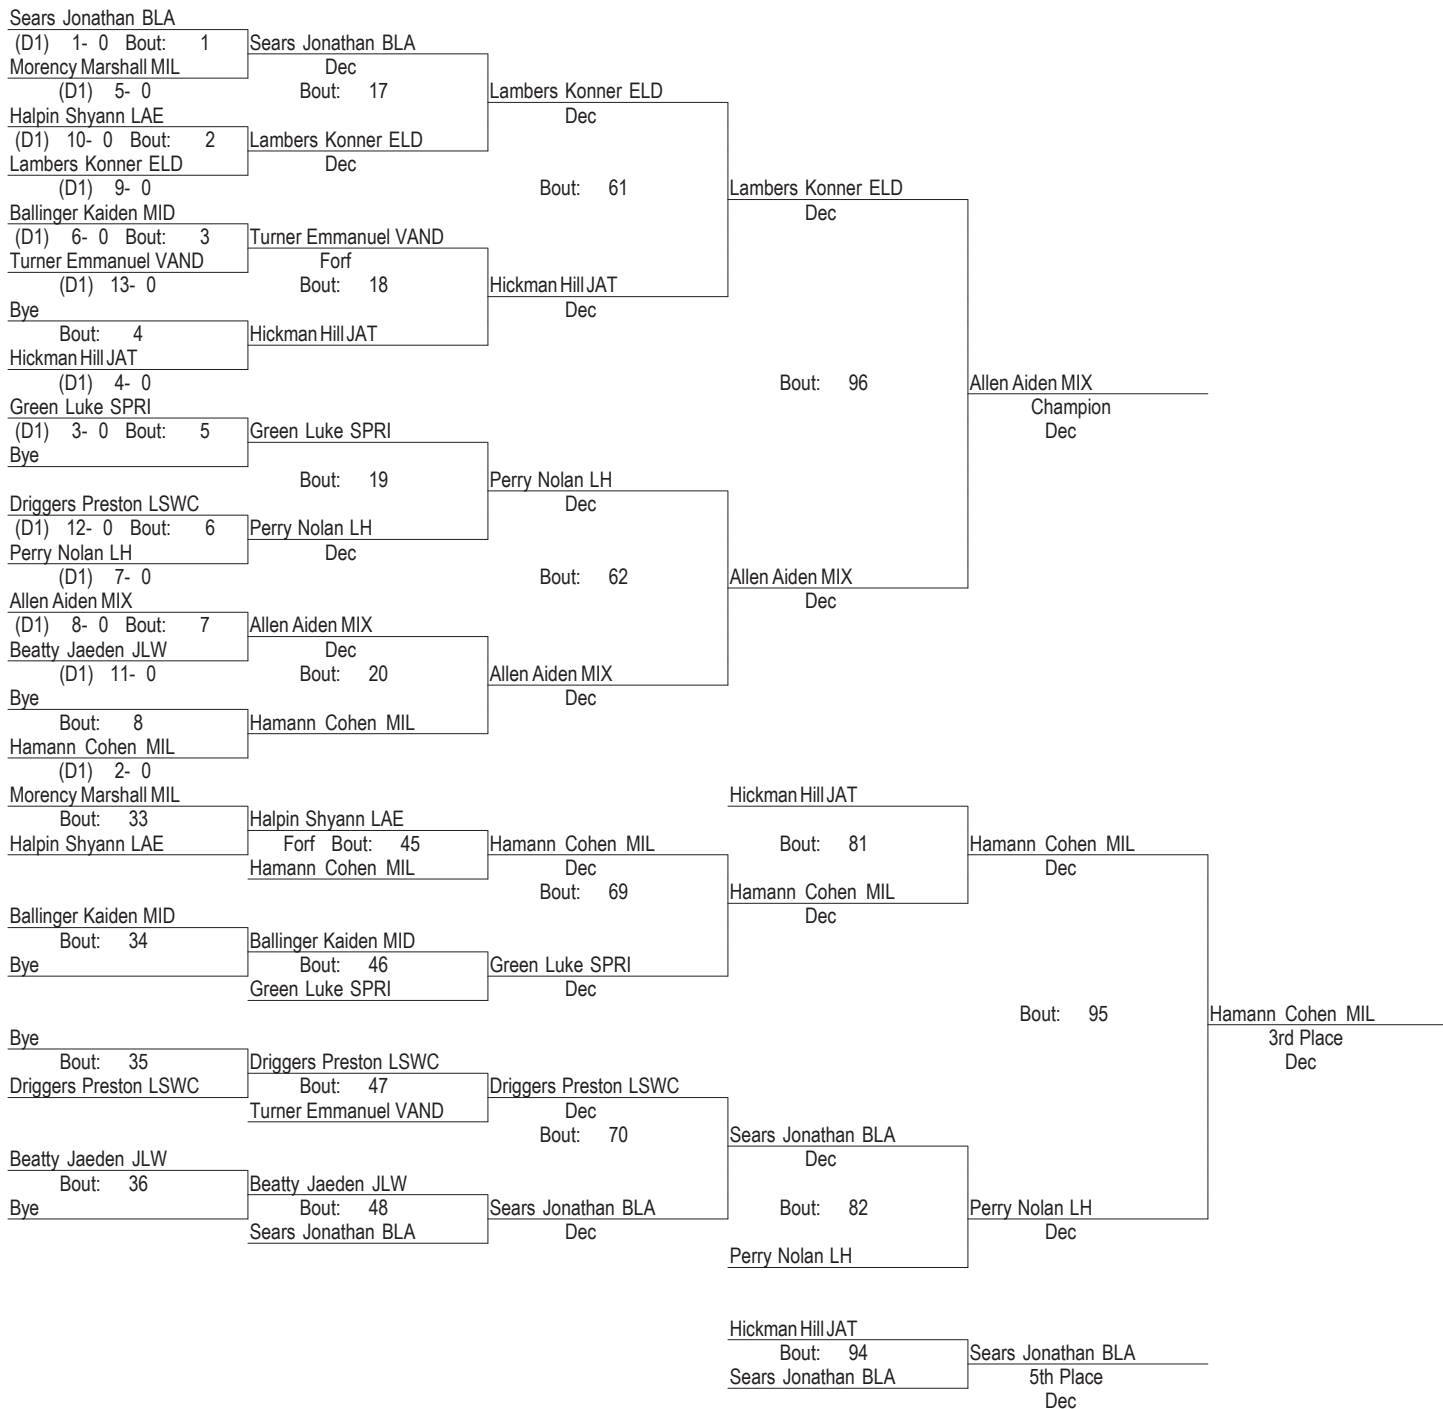 Sears Jonathan BLA
(D1) 1- 0 Bout: 1 Sears Jonathan BLA
Morency Marshall MIL Dec
(D1) 5- 0 Bout: 17 Lambers Konner ELD
Halpin Shyann LAE Dec
(D1) 10- 0 Bout: 2 Lambers Konner ELD
Lambers Konner ELD Dec
(D1) 9- 0 Bout: 61 Lambers Konner ELD
Ballinger Kaiden MID Dec
(D1) 6- 0 Bout: 3 Turner Emmanuel VAND
Turner Emmanuel VAND Forf
(D1) 13- 0 Bout: 18 Hickman Hill JAT
Bye Dec
Bout: 4 Hickman Hill JAT
Hickman Hill JAT
(D1) 4- 0 Bout: 96 Allen Aiden MIX
Green Luke SPRI Champion
(D1) 3- 0 Bout: 5 Green Luke SPRI Dec
Bye
Bout: 19 Perry Nolan LH
Driggers Preston LSWC Dec
(D1) 12- 0 Bout: 6 Perry Nolan LH
Perry Nolan LH Dec
(D1) 7- 0 Bout: 62 Allen Aiden MIX
Allen Aiden MIX Dec
(D1) 8- 0 Bout: 7 Allen Aiden MIX
Beatty Jaeden JLW Dec
(D1) 11- 0 Bout: 20 Allen Aiden MIX
Bye Dec
Bout: 8 Hamann Cohen MIL
Hamann Cohen MIL
(D1) 2- 0
Morency Marshall MIL Hickman Hill JAT
Bout: 33 Halpin Shyann LAE
Halpin Shyann LAE Forf Bout: 45 Hamann Cohen MIL Bout: 81 Hamann Cohen MIL
Hamann Cohen MIL Dec Dec
Bout: 69 Hamann Cohen MIL
Ballinger Kaiden MID Dec
Bout: 34 Ballinger Kaiden MID
Bye Bout: 46 Green Luke SPRI
Green Luke SPRI Dec
Bout: 95 Hamann Cohen MIL
Bye 3rd Place
Bout: 35 Driggers Preston LSWC Dec
Driggers Preston LSWC Bout: 47 Driggers Preston LSWC
Turner Emmanuel VAND Dec
Bout: 70 Sears Jonathan BLA
Beatty Jaeden JLW Dec
Bout: 36 Beatty Jaeden JLW
Bye Bout: 48 Sears Jonathan BLA Bout: 82 Perry Nolan LH
Sears Jonathan BLA Dec Dec
Perry Nolan LH
Hickman Hill JAT
Bout: 94 Sears Jonathan BLA
Sears Jonathan BLA 5th Place
Dec